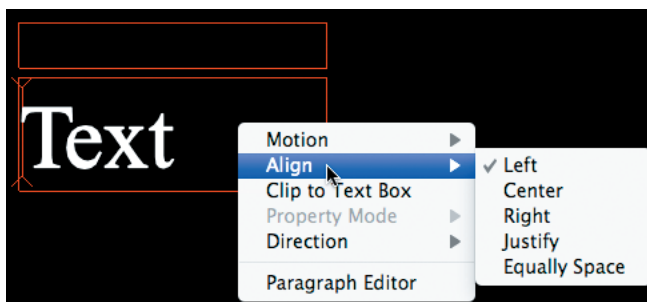 Text
Motion
Align
Clip to Text Box
Property Mode
Direction
Paragraph Editor
✓ Left
Center
Right
Justify
Equally Space